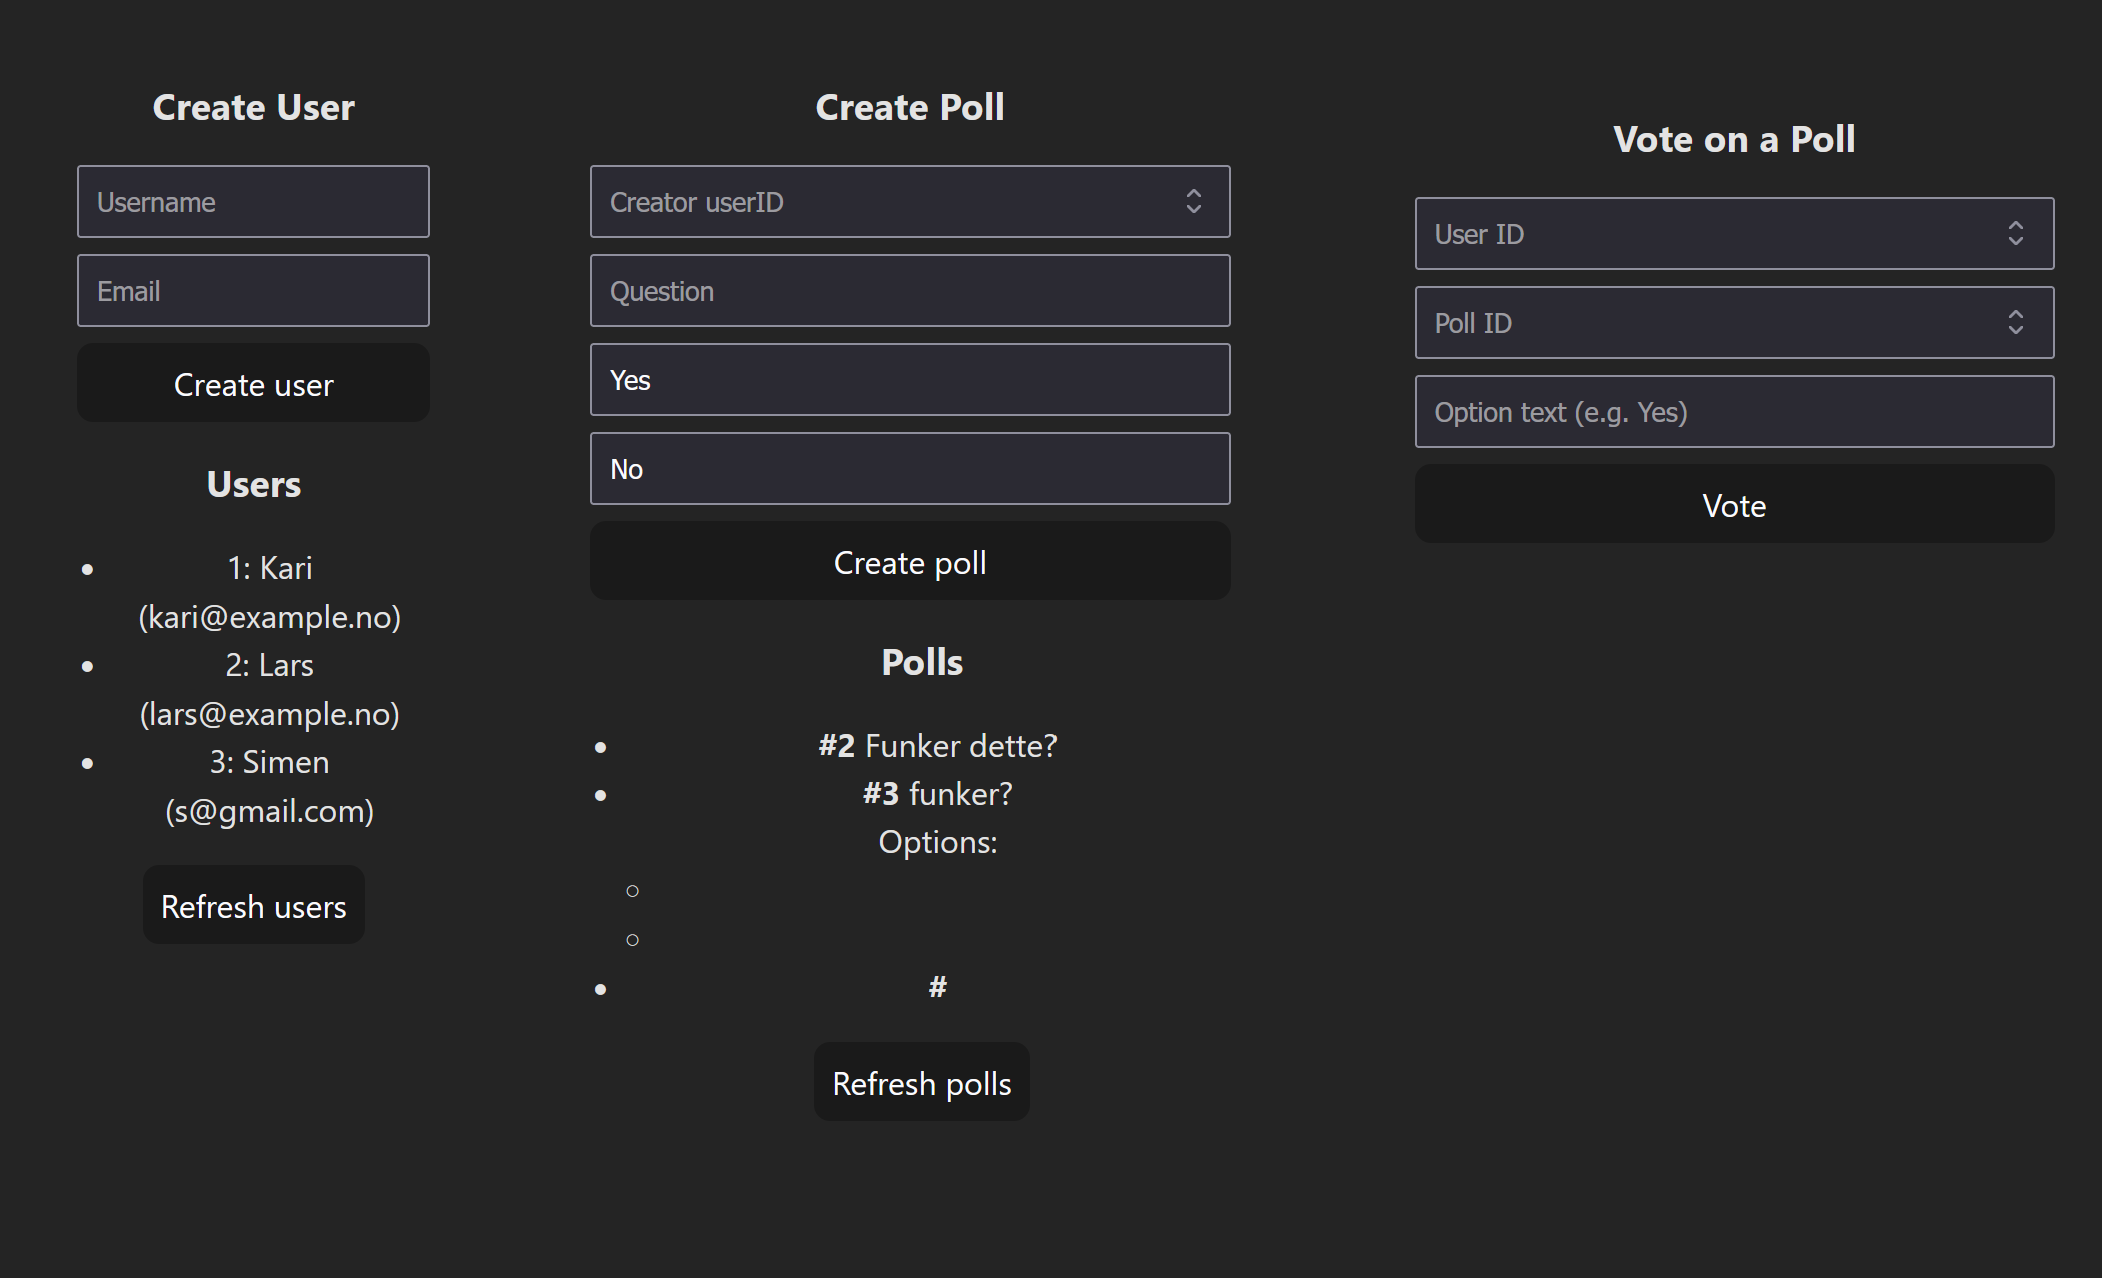 Create User
Username
Email
Create user
Users
1: Kari
(kari@example.no)
2: Lars
(lars@example.no)
3: Simen
(s@gmail.com)
Refresh users
Create Poll
Creator userID
Question
Yes
No
Create poll
Polls
#2 Funker dette?
#3 funker?
Options:
#
Refresh polls
Vote on a Poll
User ID
Poll ID
Option text (e.g. Yes)
Vote